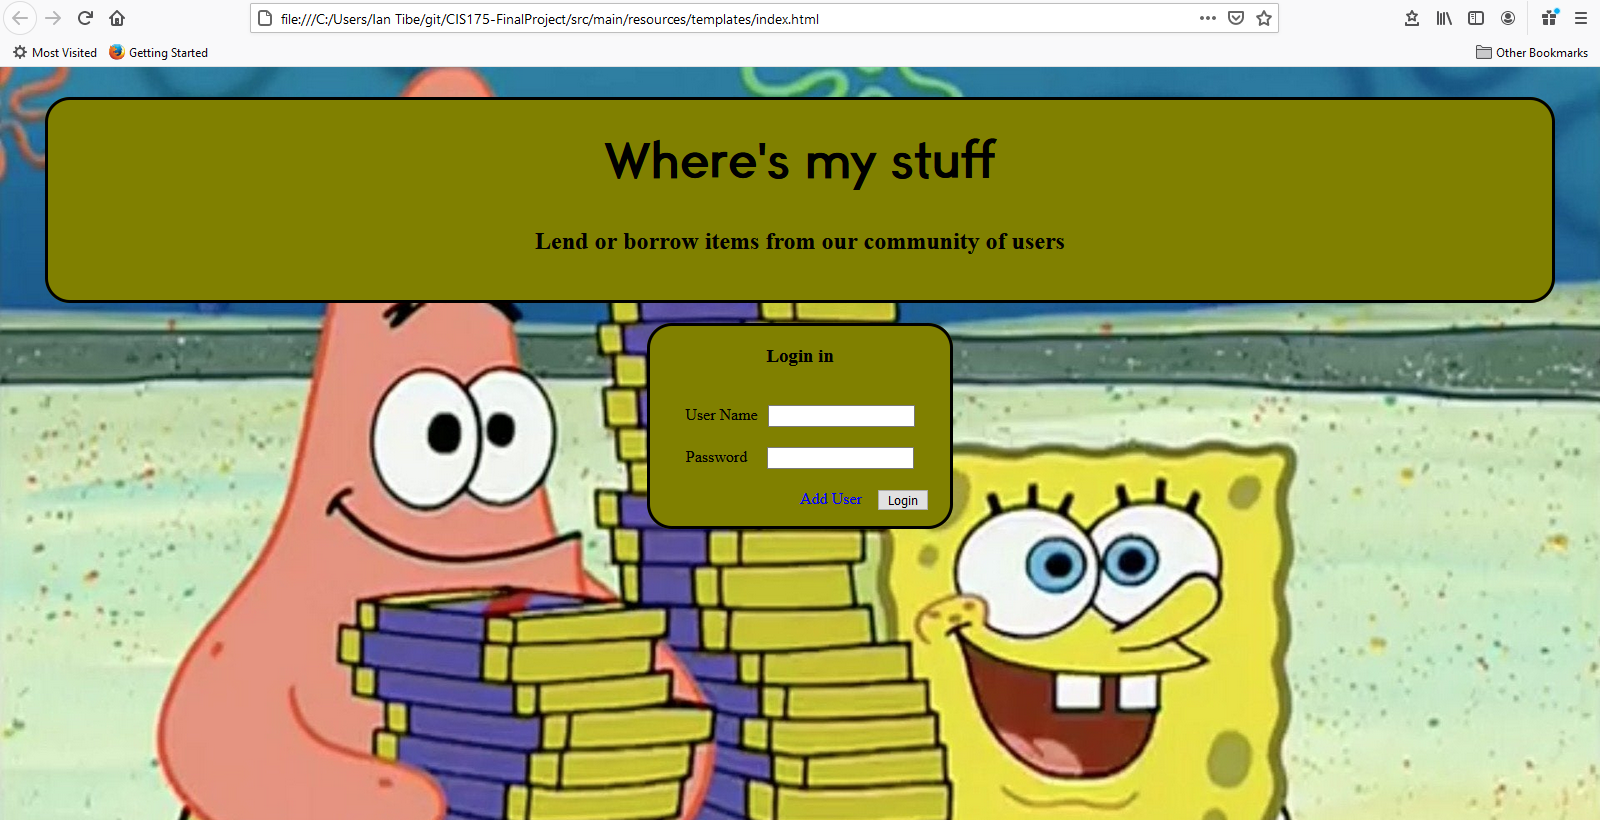 file:///C:/Users/Ian Tibe/git/CIS175-FinalProject/src/main/resources/templates/index.html
Most Visited Getting Started Other Bookmarks
Where's my stuff
Lend or borrow items from our community of users
Login in
User Name
Password
Add User Login